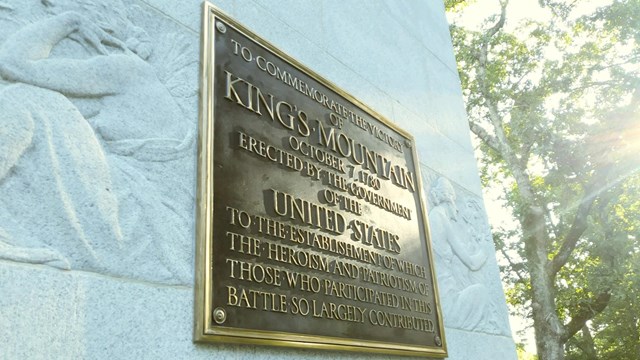 TO·COMMEMORATE·THE·VICTORY
OF
KING'S·MOUNTAIN
OCTOBER·7,1780
ERECTED·BY·THE·GOVERNMENT
OF·THE
UNITED·STATES
TO·THE·ESTABLISHMENT·OF·WHICH
THE·HEROISM·AND·PATRIOTISM·OF
THOSE·WHO·PARTICIPATED·IN·THIS
BATTLE·SO·LARGELY·CONTRIBUTED